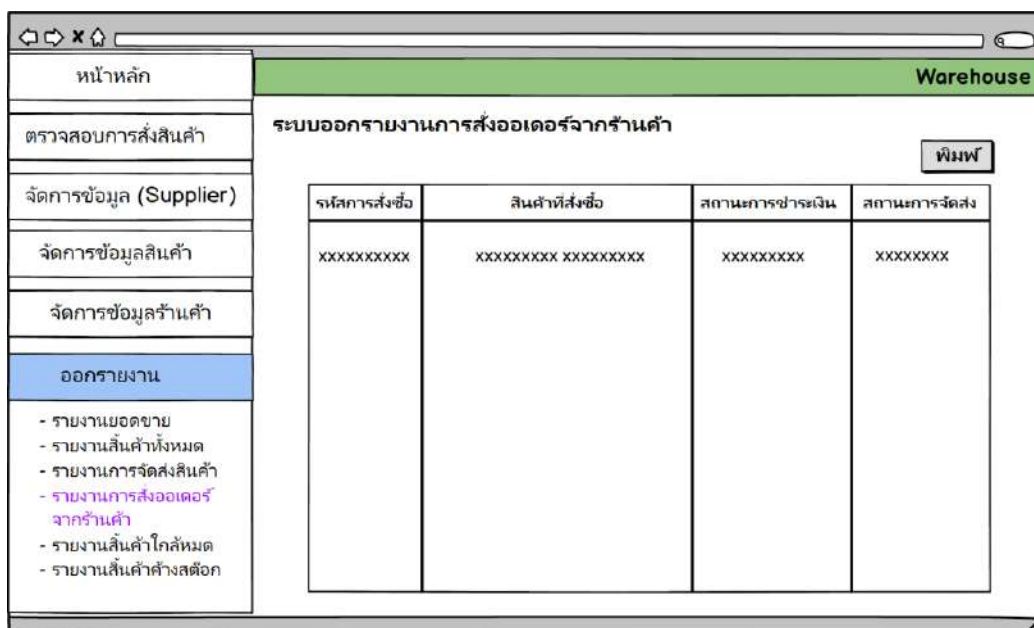 หน้าหลัก
Warehouse
ตรวจสอบการสั่งสินค้า
จัดการข้อมูล (Supplier)
จัดการข้อมูลสินค้า
จัดการข้อมูลร้านค้า
ออกรายงาน
- รายงานยอดขาย
- รายงานสิ้นค้าทั้งหมด
- รายงานการจัดส่งสินค้า
- รายงานการสั่งออเดอร์
จากร้านค้า
- รายงานสิ้นค้าใกล้หมด
- รายงานสิ้นค้าค้างสต๊อก
ระบบออกรายงานการสั่งออเดอร์จากร้านค้า
พิมพ์
รหัสการสั่งซื้อ สินค้าที่สั่งซื้อ สถานะการชำระเงิน สถานะการจัดส่ง
xxxxxxxxxx xxxxxxxxx xxxxxxxxx xxxxxxxxx xxxxxxxx